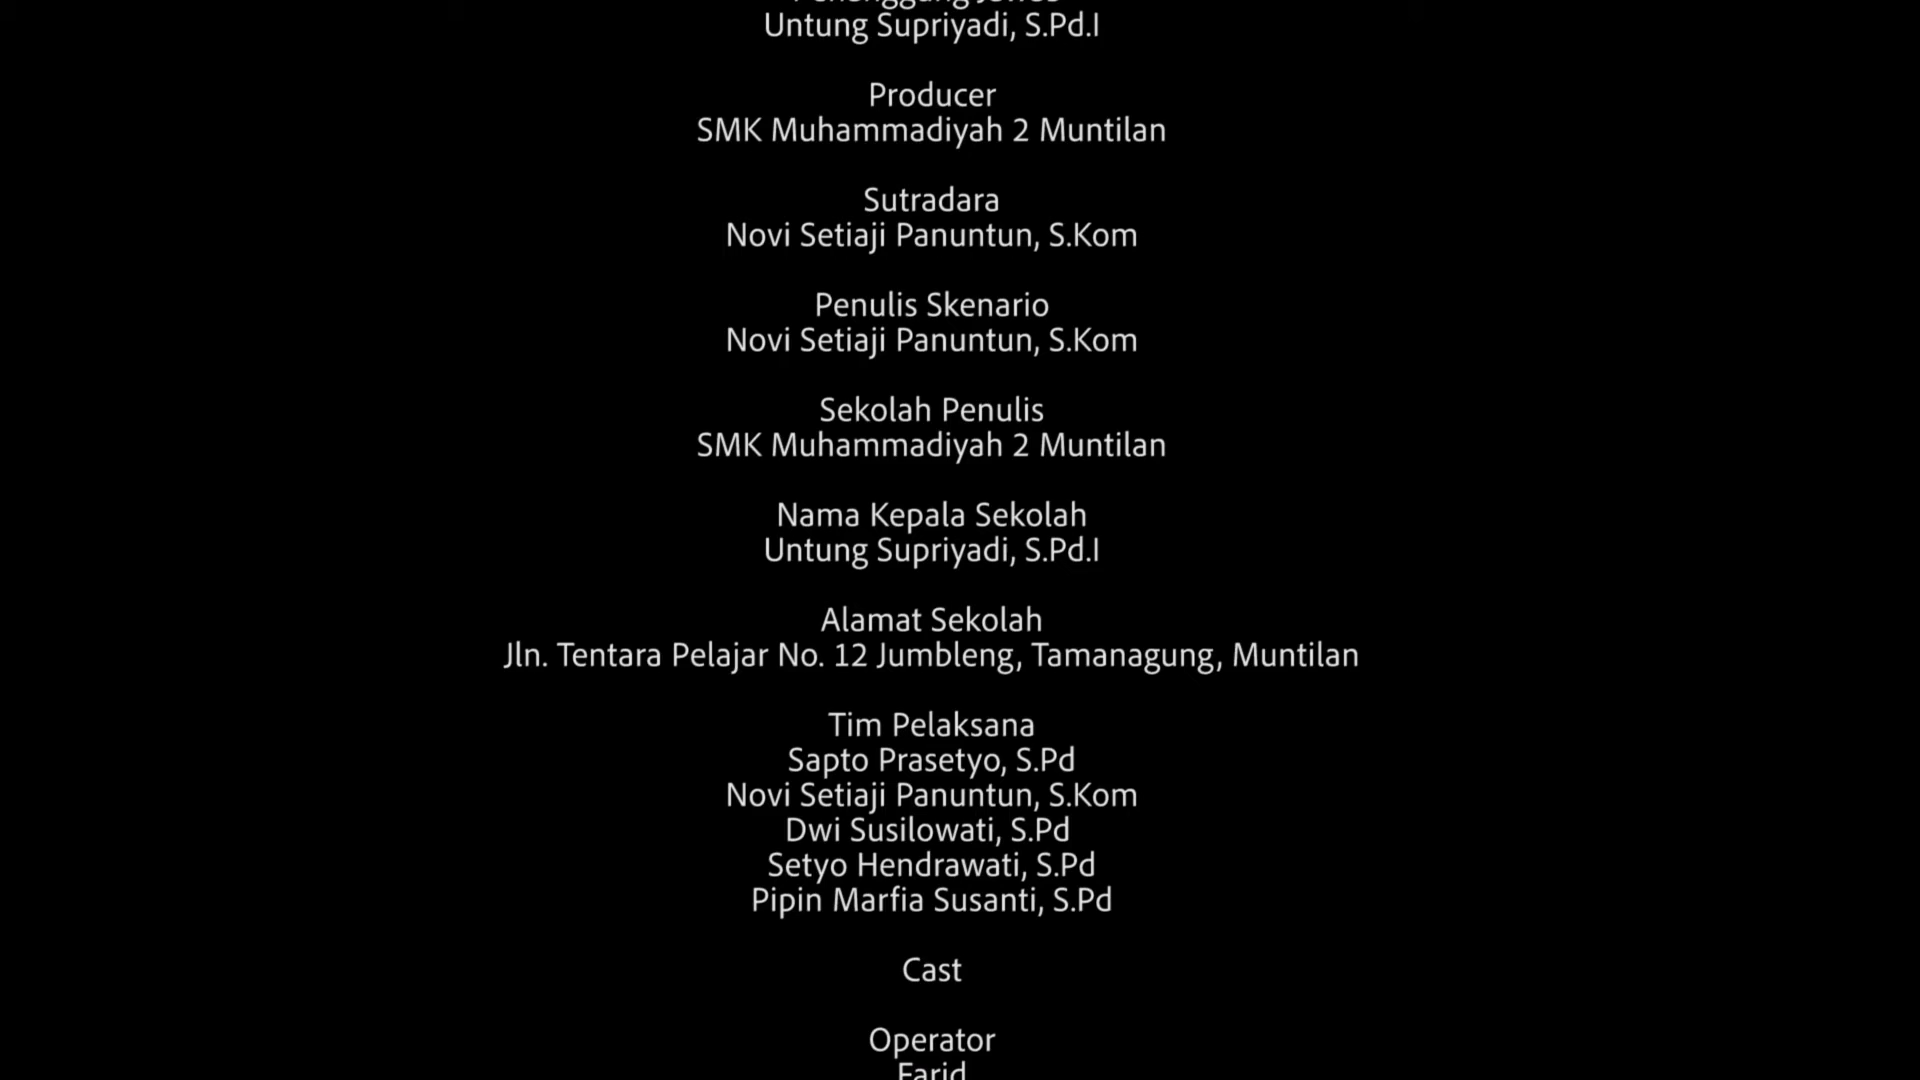 Untung Supriyadi, S.Pd.I
Producer
SMK Muhammadiyah 2 Muntilan
Sutradara
Novi Setiaji Panuntun, S.Kom
Penulis Skenario
Novi Setiaji Panuntun, S.Kom
Sekolah Penulis
SMK Muhammadiyah 2 Muntilan
Nama Kepala Sekolah
Untung Supriyadi, S.Pd.I
Alamat Sekolah
Jln. Tentara Pelajar No. 12 Jumbleng, Tamanagung, Muntilan
Tim Pelaksana
Sapto Prasetyo, S.Pd
Novi Setiaji Panuntun, S.Kom
Dwi Susilowati, S.Pd
Setyo Hendrawati, S.Pd
Pipin Marfia Susanti, S.Pd
Cast
Operator
Farid